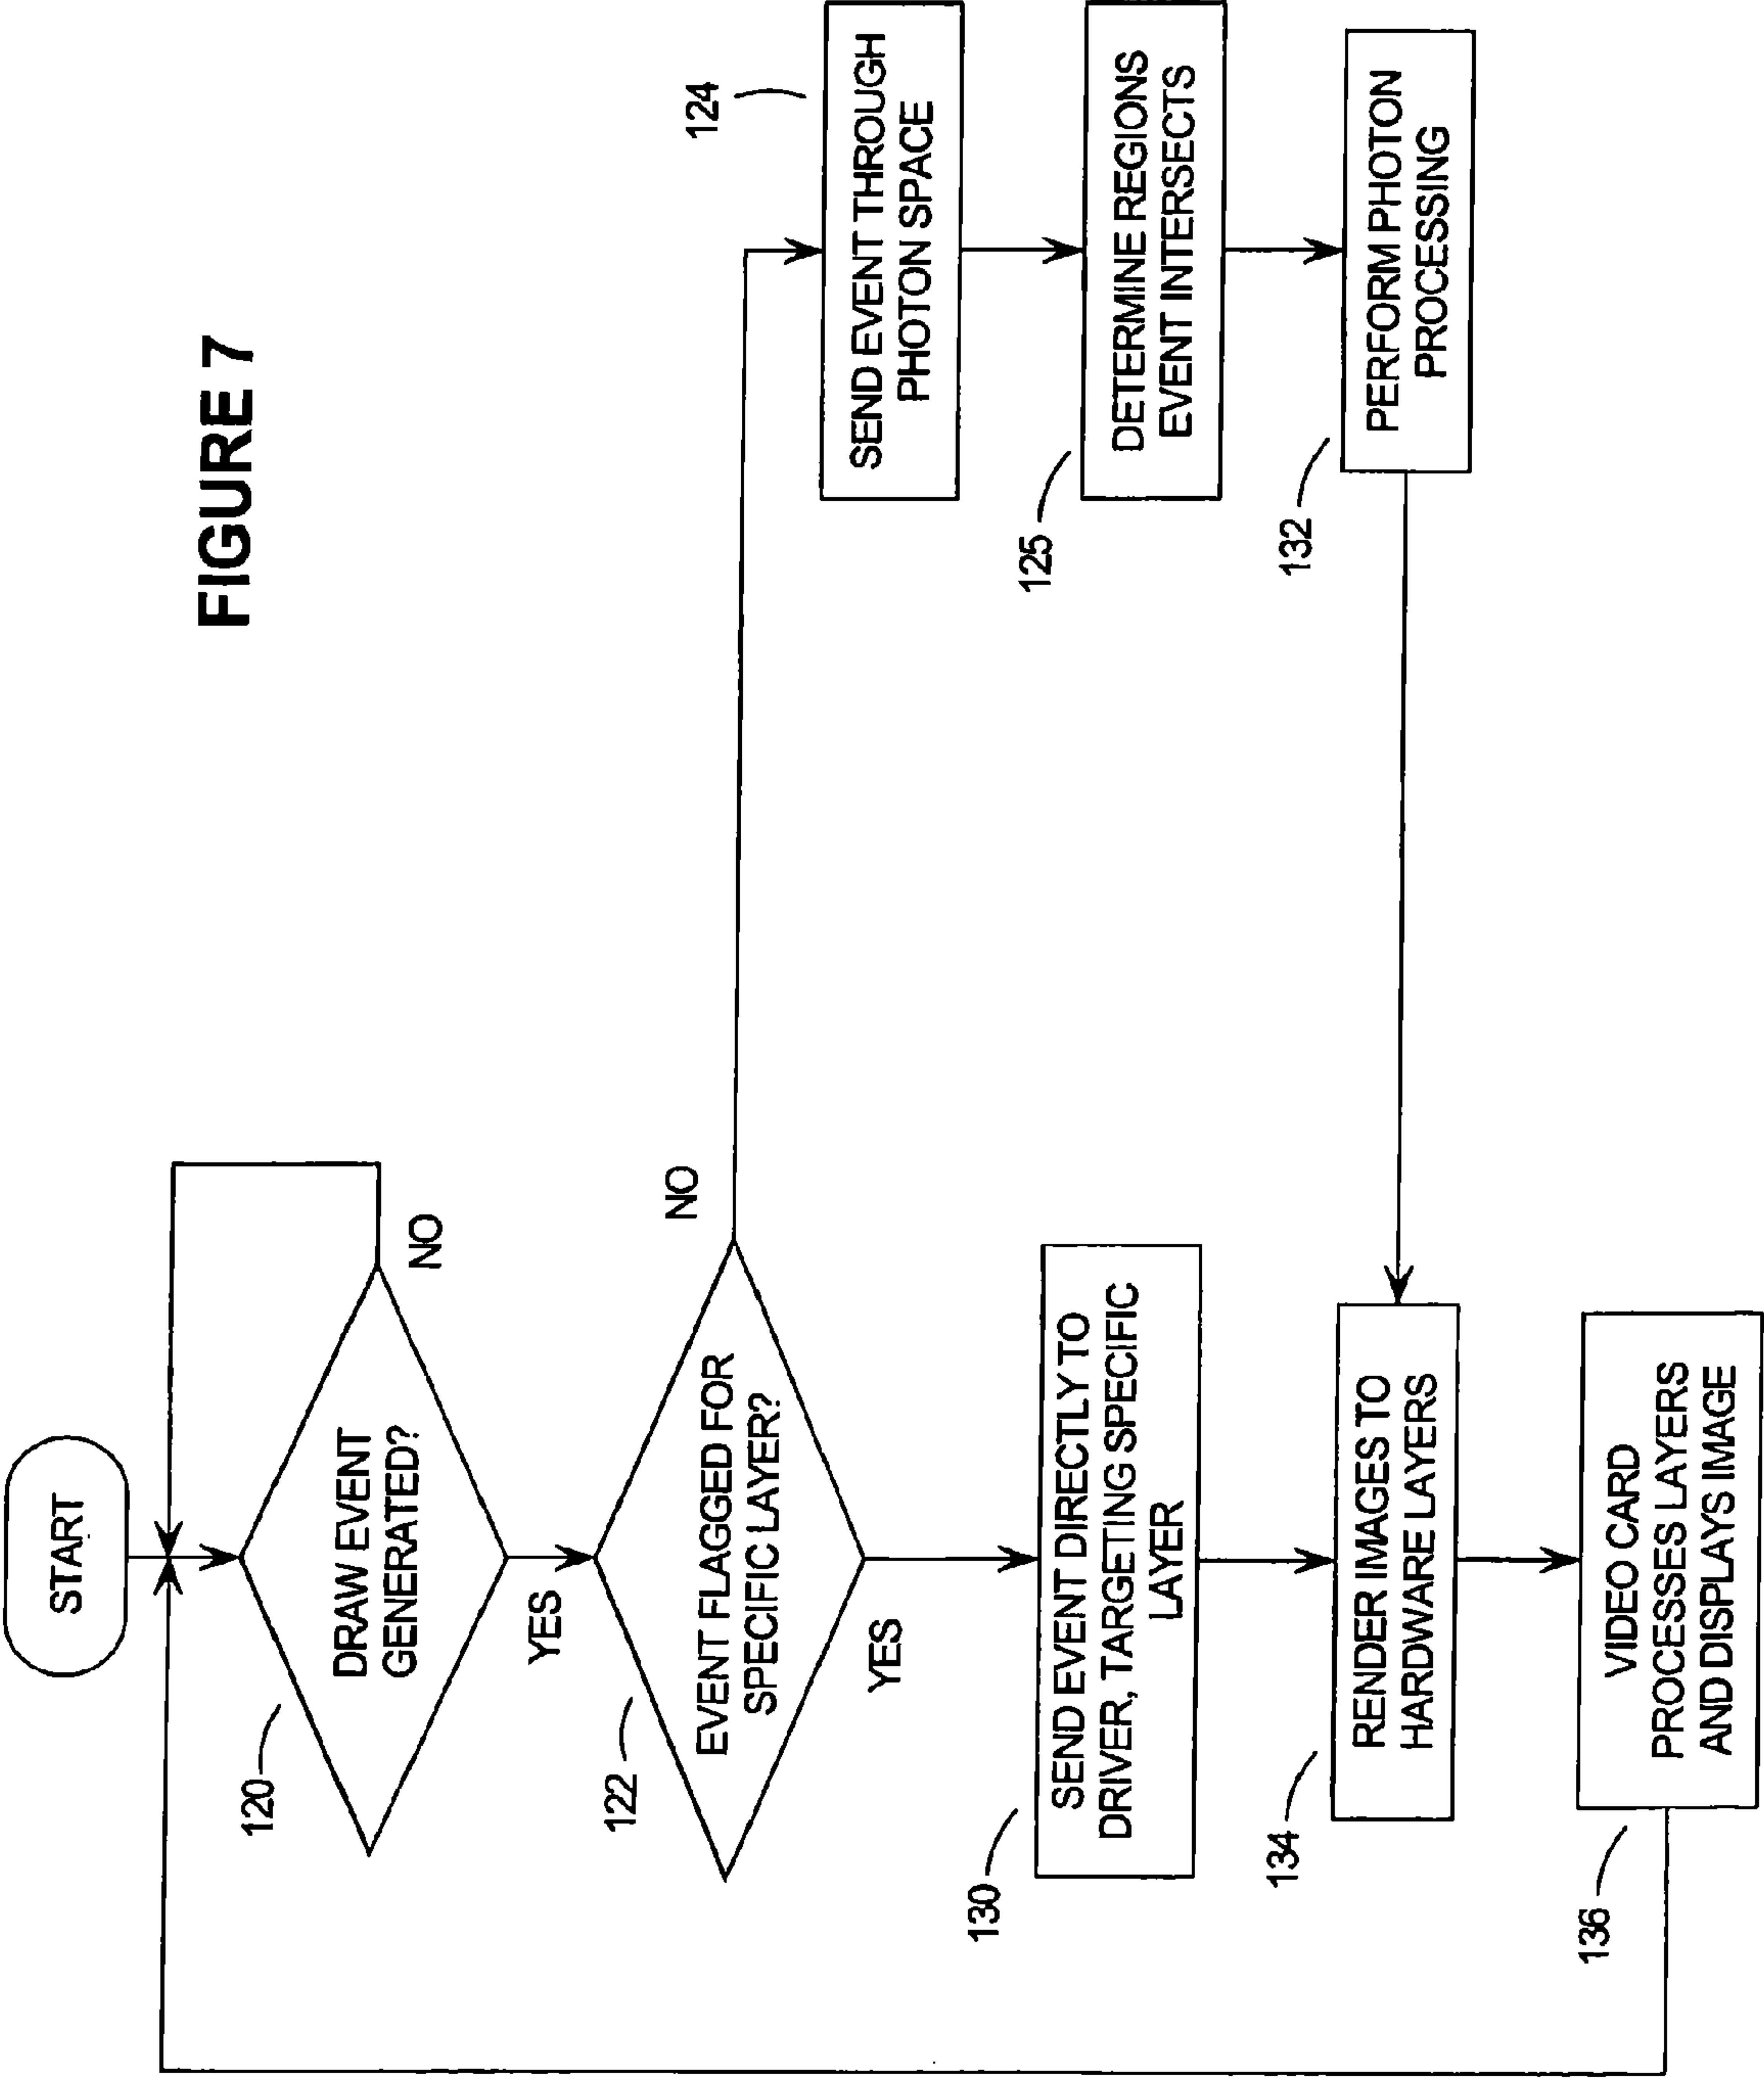 FIGURE 7
START
120
DRAW EVENT
GENERATED?
NO
YES
122
EVENT FLAGGED FOR
SPECIFIC LAYER?
NO
YES
124
SEND EVENT THROUGH
PHOTON SPACE
125
DETERMINE REGIONS
EVENT INTERSECTS
132
PERFORM PHOTON
PROCESSING
130
SEND EVENT DIRECTLY TO
DRIVER, TARGETING SPECIFIC
LAYER
134
RENDER IMAGES TO
HARDWARE LAYERS
136
VIDEO CARD
PROCESSES LAYERS
AND DISPLAYS IMAGE